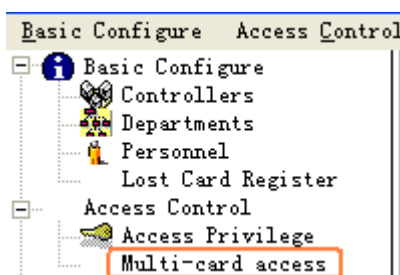 Basic Configure Access Control
Basic Configure
Controllers
Departments
Personnel
Lost Card Register
Access Control
Access Privilege
Multi-card access